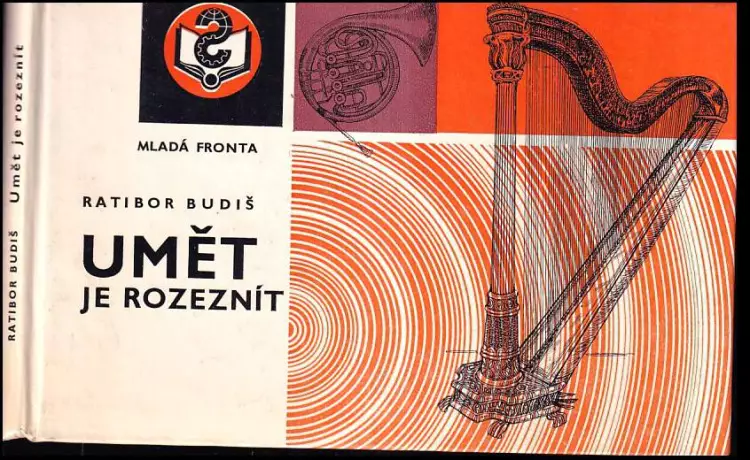 MLADÁ FRONTA
RATIBOR BUDIŠ
UMĚT
JE ROZEZNÍT
RATIBOR BUDIŠ Umět je rozeznít